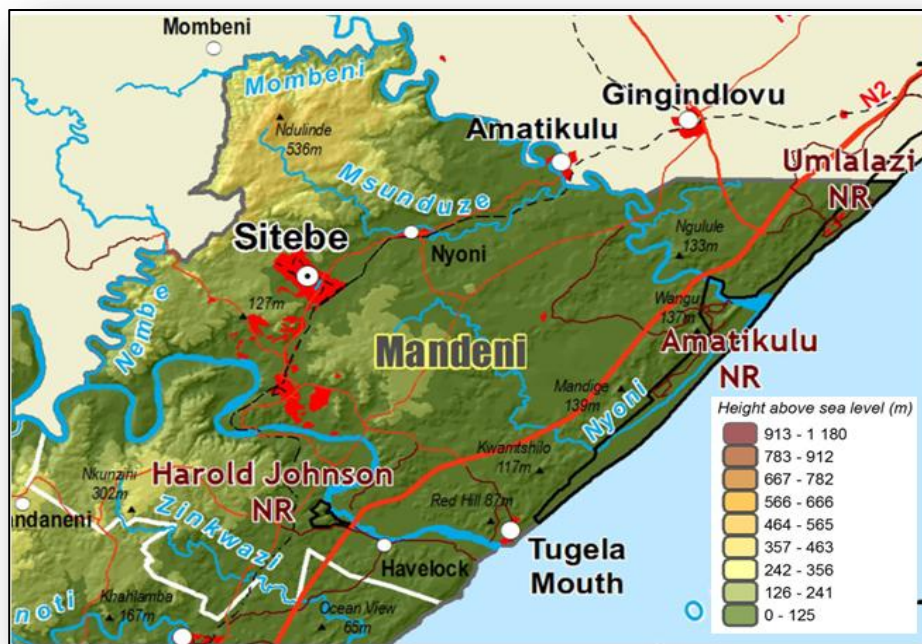 Mombeni
Mombeni
N2
Gingindlovu
Ndulinde
536m
Amatikulu
Msunduze
Umlalazi
NR
Sitebe
Nyoni
Ngulule
133m
127m
Nembe
Wangu
137m
Mandeni
Amatikulu
NR
Mandige
139m
Nyoni
Height above sea level (m)
913 - 1 180
783 - 912
667 - 782
566 - 666
464 - 565
357 - 463
242 - 356
126 - 241
0 - 125
Kwamtshilo
117m
Nkunzini
302m
Harold Johnson
NR
Red Hill 87m
andaneni
Zinkwazi
Tugela
Mouth
Havelock
Khahlamba
167m
noti
Ocean View
65m
O